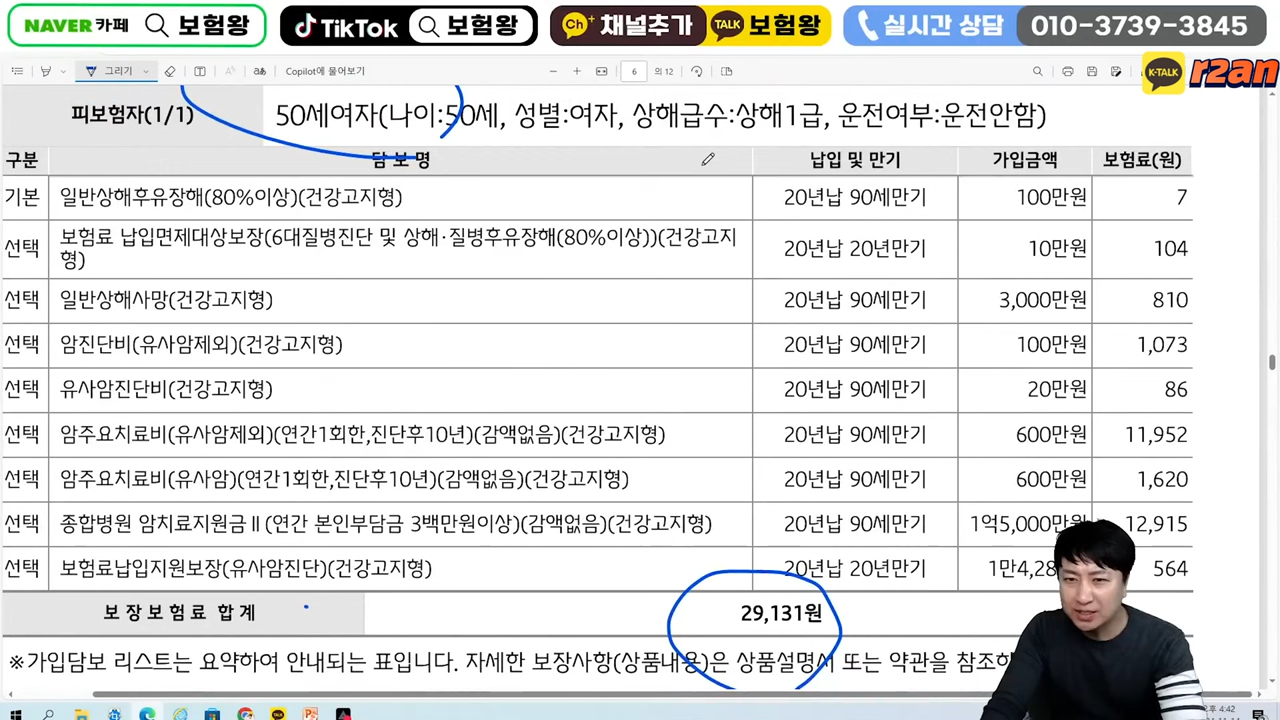 NAVER 카페 보험왕 TikTok 보험왕 Ch+ 채널추가 TALK 보험왕 실시간 상담 010-3739-3845
그리기 Copilot에 물어보기 6 의 12
K-TALK r2an
피보험자(1/1) 50세여자(나이:50세, 성별:여자, 상해급수:상해1급, 운전여부:운전안함)
구분 담 보 명 납입 및 만기 가입금액 보험료(원)
기본 일반상해후유장해(80%이상)(건강고지형) 20년납 90세만기 100만원 7
선택 보험료 납입면제대상보장(6대질병진단 및 상해·질병후유장해(80%이상))(건강고지형) 20년납 20년만기 10만원 104
선택 일반상해사망(건강고지형) 20년납 90세만기 3,000만원 810
선택 암진단비(유사암제외)(건강고지형) 20년납 90세만기 100만원 1,073
선택 유사암진단비(건강고지형) 20년납 90세만기 20만원 86
선택 암주요치료비(유사암제외)(연간1회한,진단후10년)(감액없음)(건강고지형) 20년납 90세만기 600만원 11,952
선택 암주요치료비(유사암)(연간1회한,진단후10년)(감액없음)(건강고지형) 20년납 90세만기 600만원 1,620
선택 종합병원 암치료지원금Ⅱ(연간 본인부담금 3백만원이상)(감액없음)(건강고지형) 20년납 90세만기 1억5,000만원 12,915
선택 보험료납입지원보장(유사암진단)(건강고지형) 20년납 20년만기 1만4,28 564
보 장 보 험 료 합 계 29,131원
※가입담보 리스트는 요약하여 안내되는 표입니다. 자세한 보장사항(상품내용)은 상품설명서 또는 약관을 참조하
오후 4:42